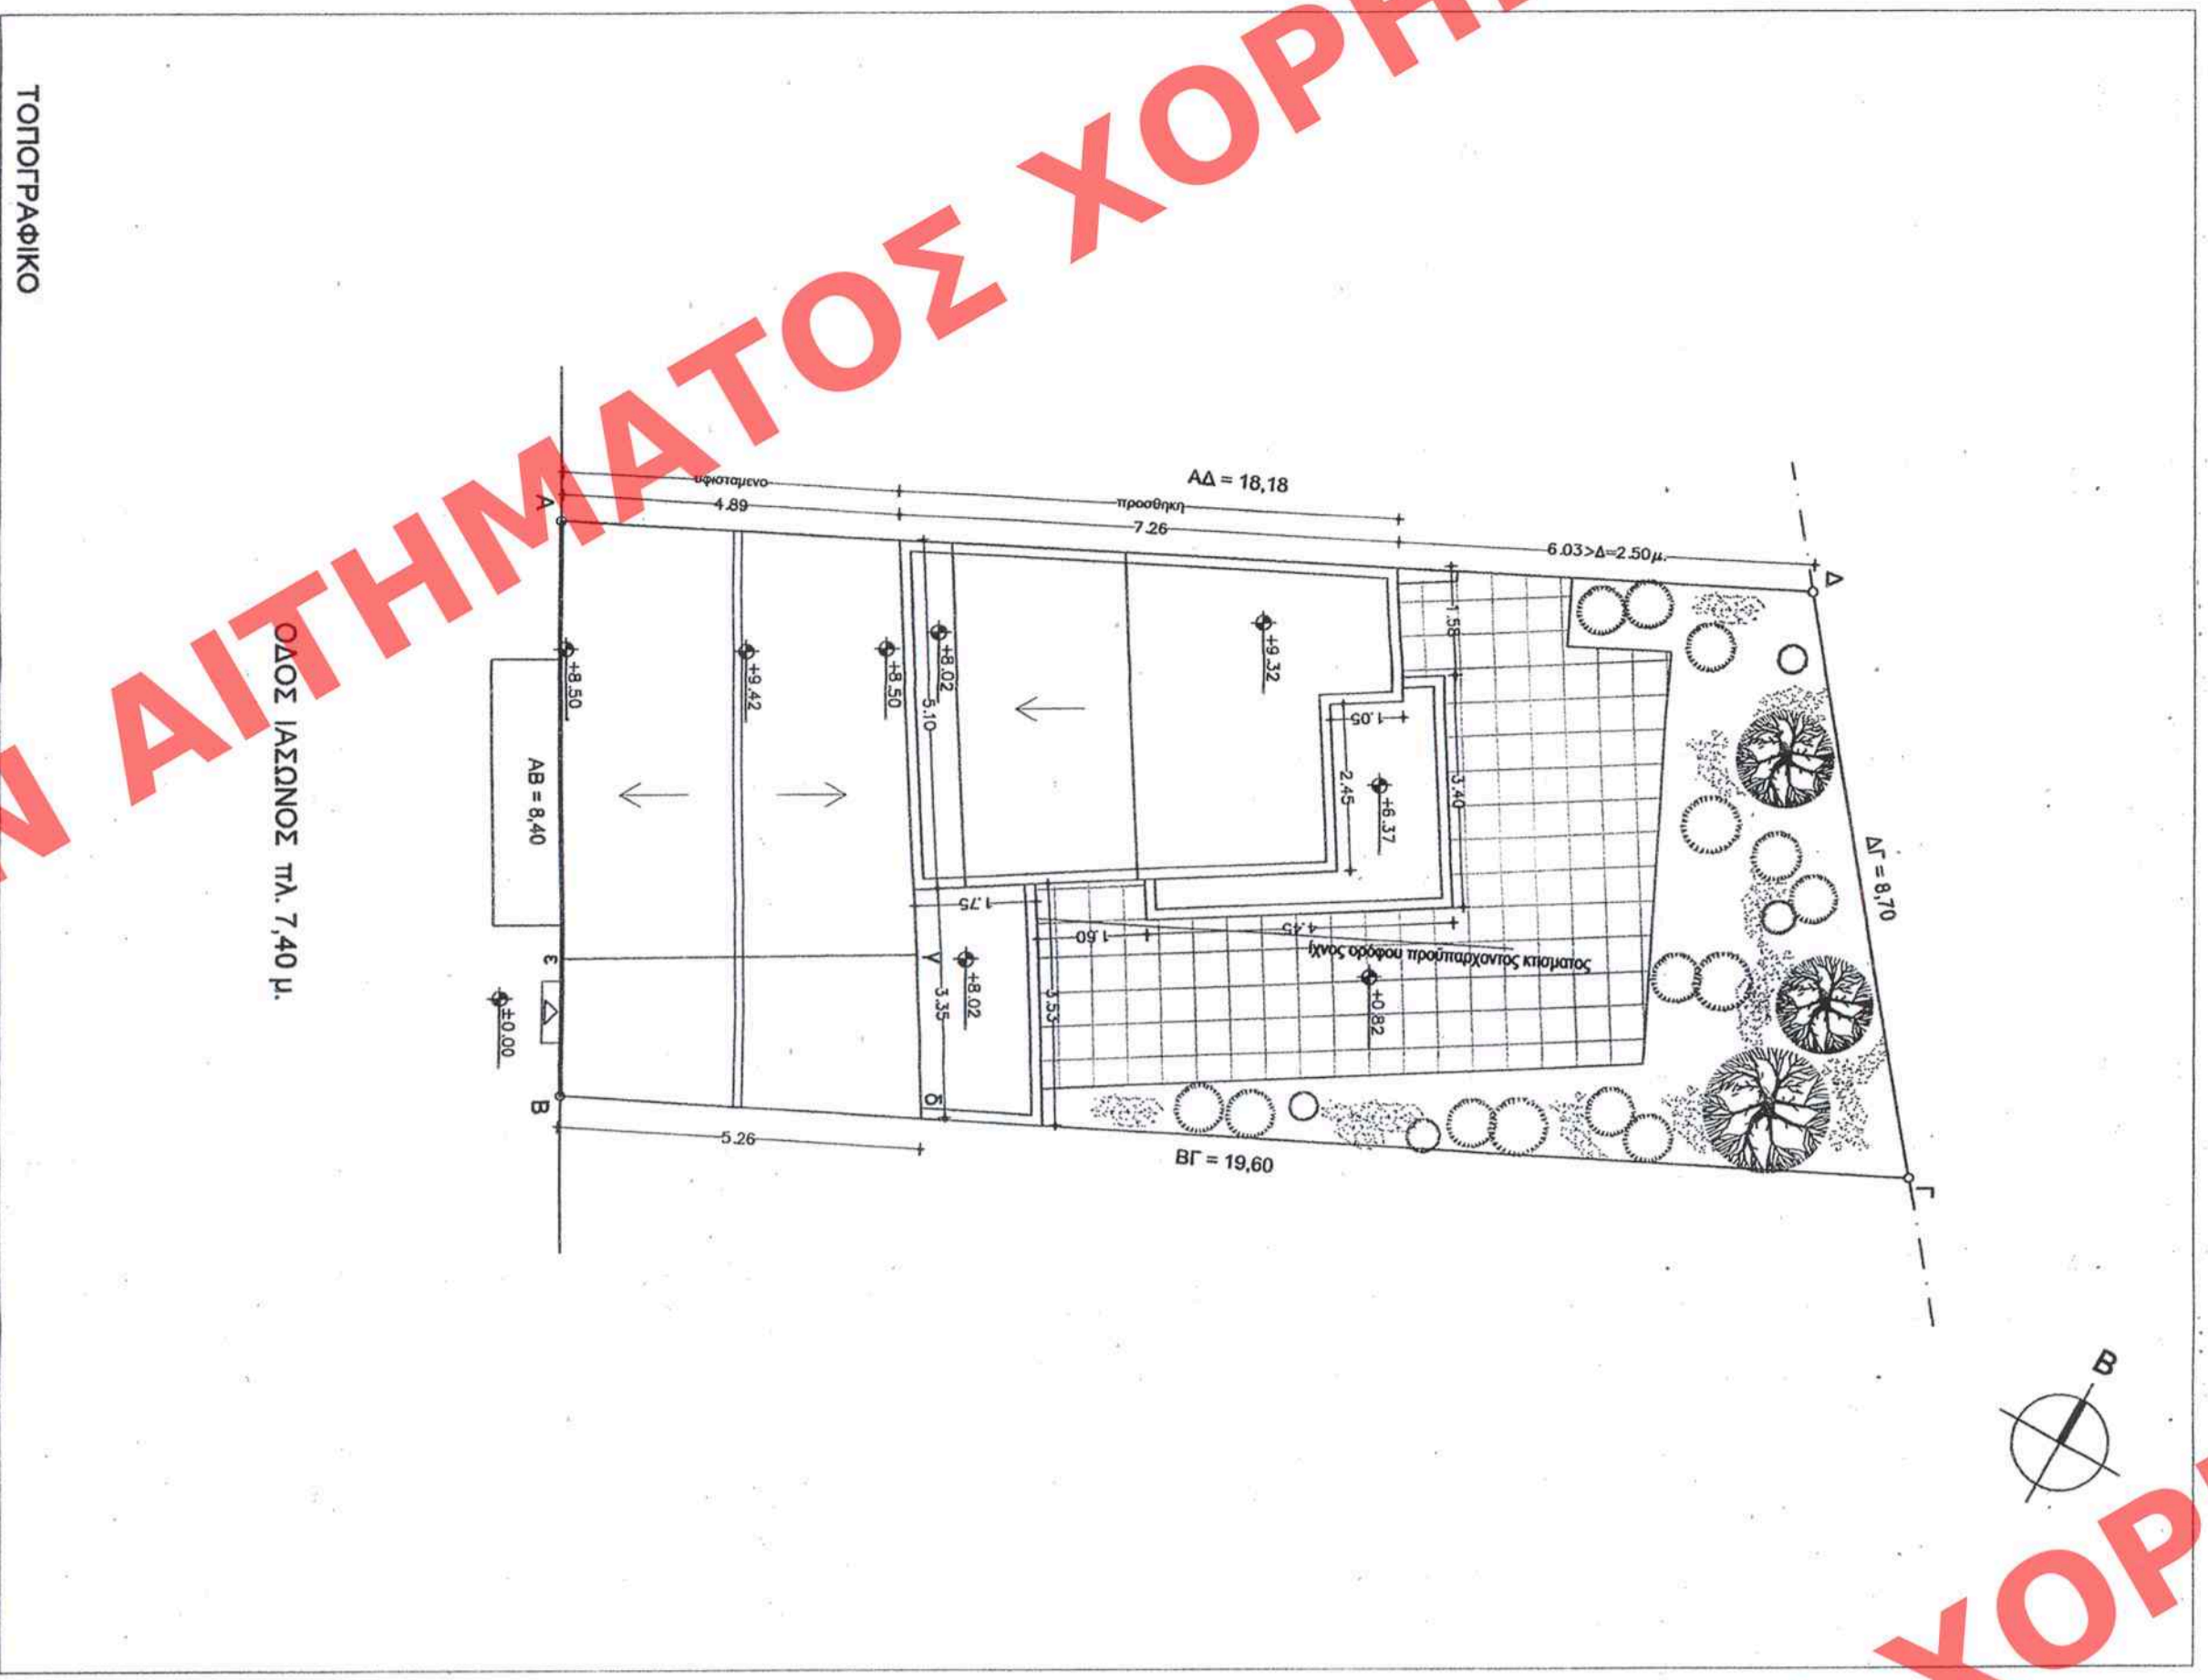 ΤΟΠΟΓΡΑΦΙΚΟ
ΑΙΤΗΜΑΤΟΣ
ΟΔΟΣ ΙΑΣΩΝΟΣ πλ. 7,40 μ.
ΑΒ = 8,40
Α
Β
ε
±0.00
+8.50
+9.42
+8.50
+8.02
5.10
υφισταμενο
4.89
προσθηκη
7.26
ΑΔ = 18,18
6.03>Δ=2.50μ.
Δ
ΔΓ = 8,70
Γ
ΒΓ = 19,60
5.26
+9.32
1.58
1.05
2.45
3.40
+6.37
1.75
1.60
4.45
ίχνος ορόφου προϋπαρχοντος κτισματος
+0.82
γ
+8.02
3.35
3.53
δ
Β